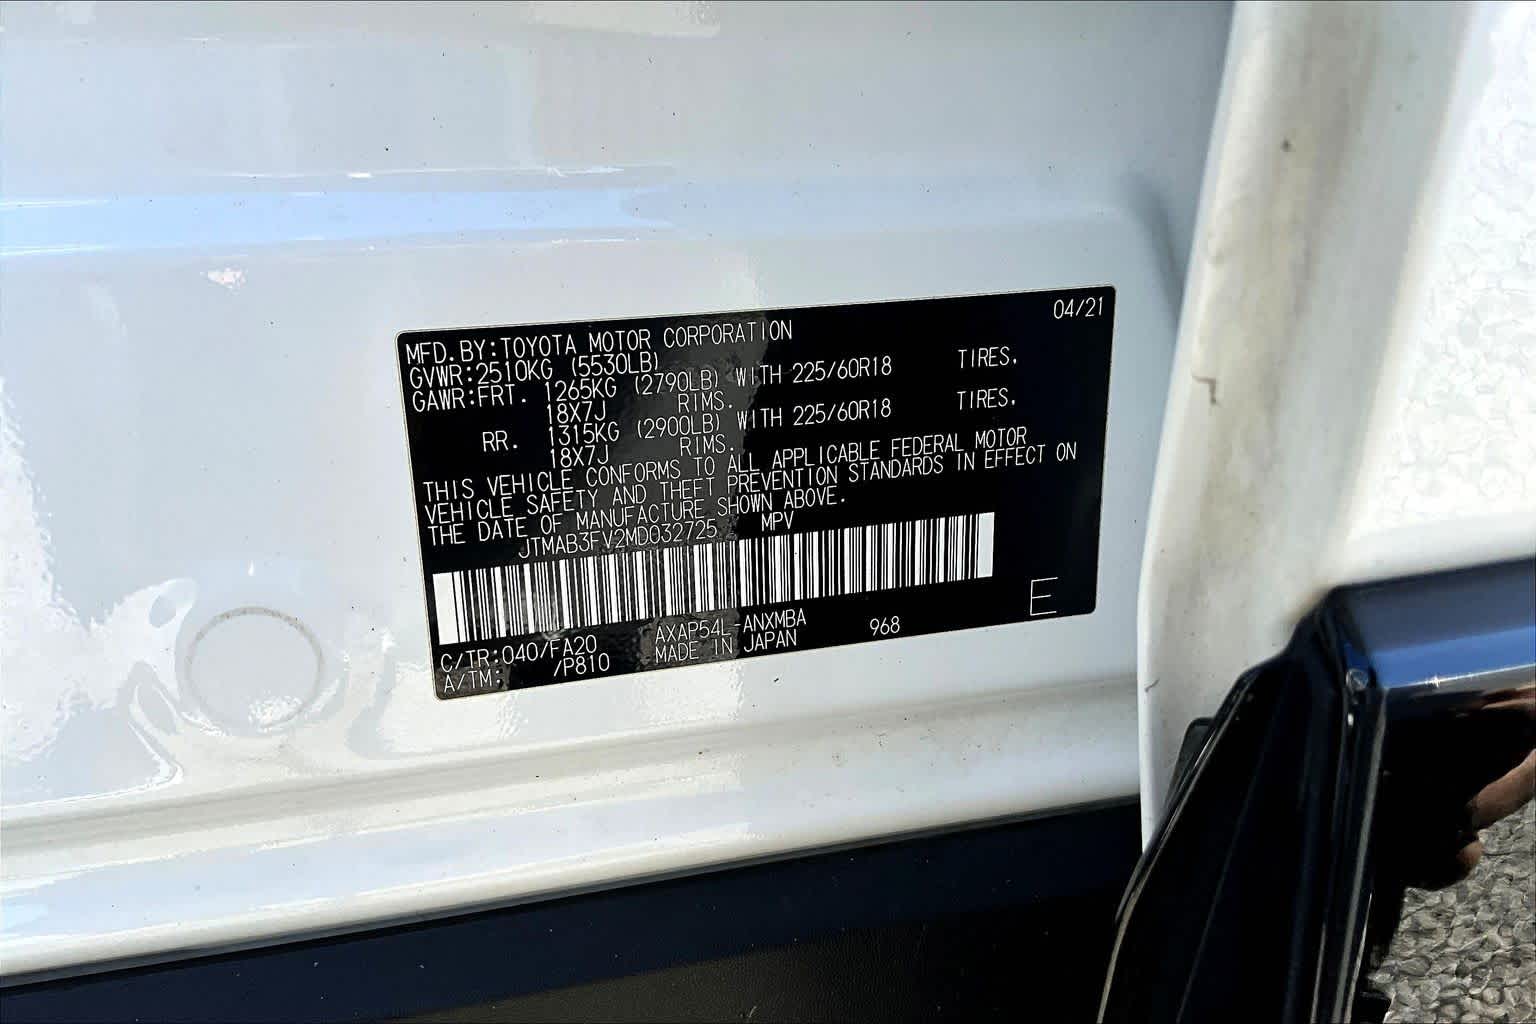 04/21
MFD.BY:TOYOTA MOTOR CORPORATION
GVWR:2510KG (5530LB)
GAWR:FRT. 1265KG (2790LB) WITH 225/60R18 TIRES,
18X7J RIMS.
RR. 1315KG (2900LB) WITH 225/60R18 TIRES,
18X7J RIMS.
THIS VEHICLE CONFORMS TO ALL APPLICABLE FEDERAL MOTOR
VEHICLE SAFETY AND THEFT PREVENTION STANDARDS IN EFFECT ON
THE DATE OF MANUFACTURE SHOWN ABOVE.
JTMAB3FV2MD032725 MPV
C/TR:040/FA20 AXAP54L-ANXMBA 968 E
A/TM: /P810 MADE IN JAPAN